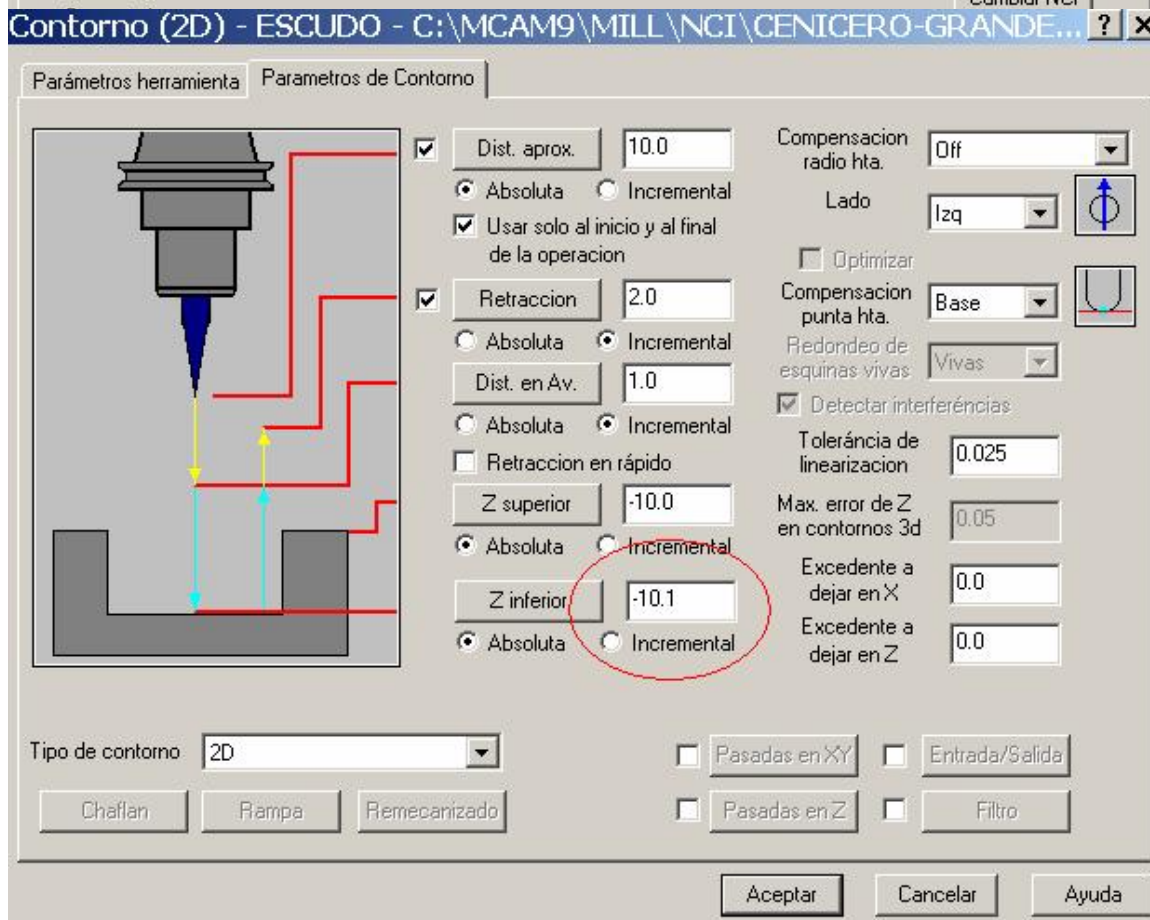 Cambiar NCI
Contorno (2D) - ESCUDO - C:\MCAM9\MILL\NCI\CENICERO-GRANDE... ? X
Parámetros herramienta
Parametros de Contorno
Dist. aprox.
10.0
Absoluta
Incremental
Usar solo al inicio y al final
de la operacion
Retraccion
2.0
Absoluta
Incremental
Dist. en Av.
1.0
Absoluta
Incremental
Retraccion en rápido
Z superior
-10.0
Absoluta
Incremental
Z inferior
-10.1
Absoluta
Incremental
Compensacion
radio hta.
Off
Lado
Izq
Optimizar
Compensacion
punta hta.
Base
Redondeo de
esquinas vivas
Vivas
Detectar interferéncias
Toleráncia de
linearizacion
0.025
Max. error de Z
en contornos 3d
0.05
Excedente a
dejar en X
0.0
Excedente a
dejar en Z
0.0
Tipo de contorno
2D
Chaflan
Rampa
Remecanizado
Pasadas en XY
Entrada/Salida
Pasadas en Z
Filtro
Aceptar
Cancelar
Ayuda